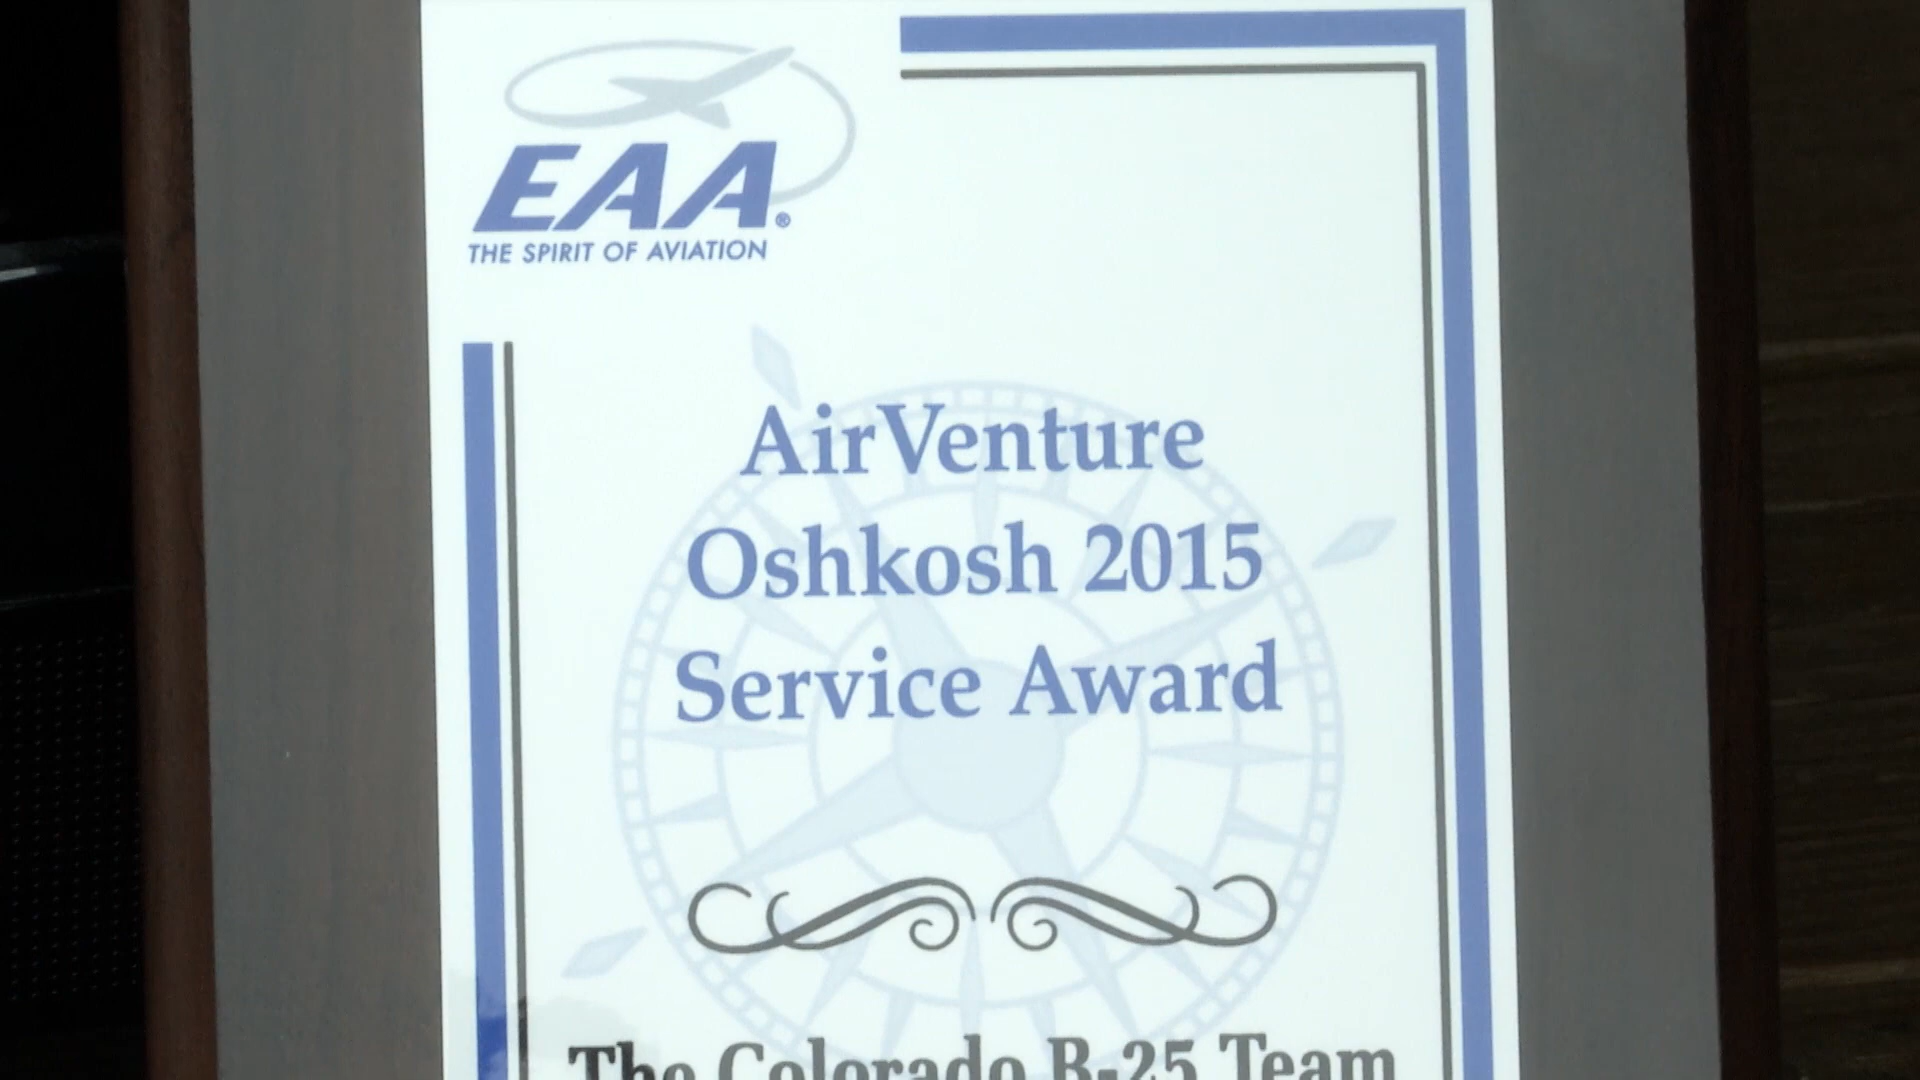 EAA®
THE SPIRIT OF AVIATION
AirVenture
Oshkosh 2015
Service Award
The Colorado B-25 Team